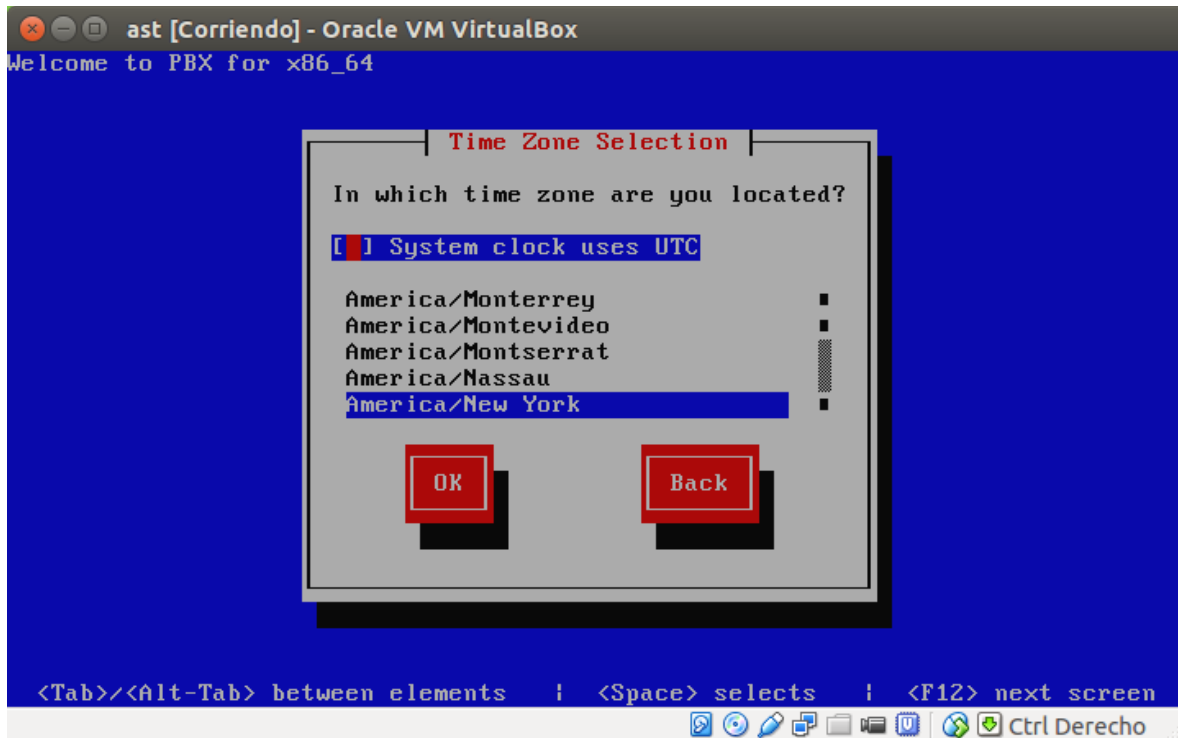 ast [Corriendo] - Oracle VM VirtualBox
Welcome to PBX for x86_64
Time Zone Selection
In which time zone are you located?
[ ] System clock uses UTC
America/Monterrey
America/Montevideo
America/Montserrat
America/Nassau
America/New York
OK Back
<Tab>/<Alt-Tab> between elements | <Space> selects | <F12> next screen
Ctrl Derecho